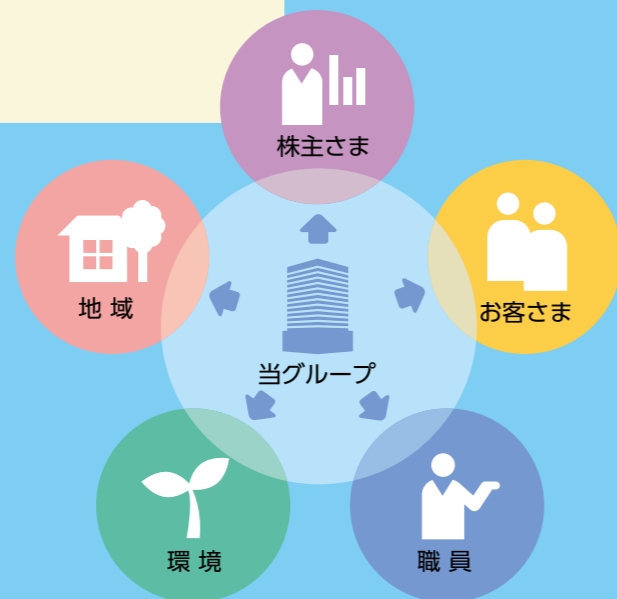 株主さま
地域
お客さま
当グループ
環境
職員